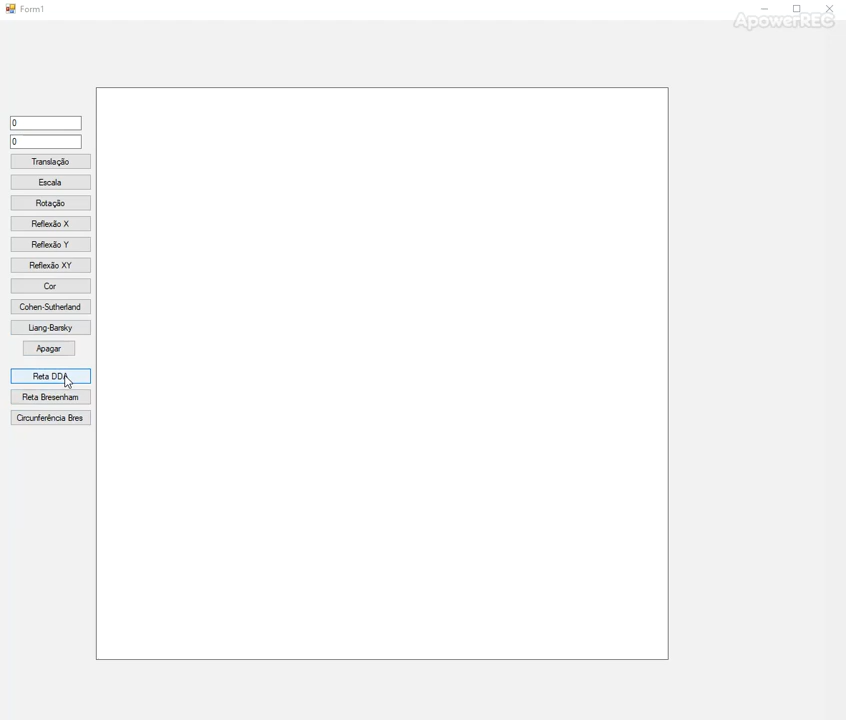 Form1
ApowerREC
0
0
Translação
Escala
Rotação
Reflexão X
Reflexão Y
Reflexão XY
Cor
Cohen-Sutherland
Liang-Barsky
Apagar
Reta DDA
Reta Bresenham
Circunferência Bres